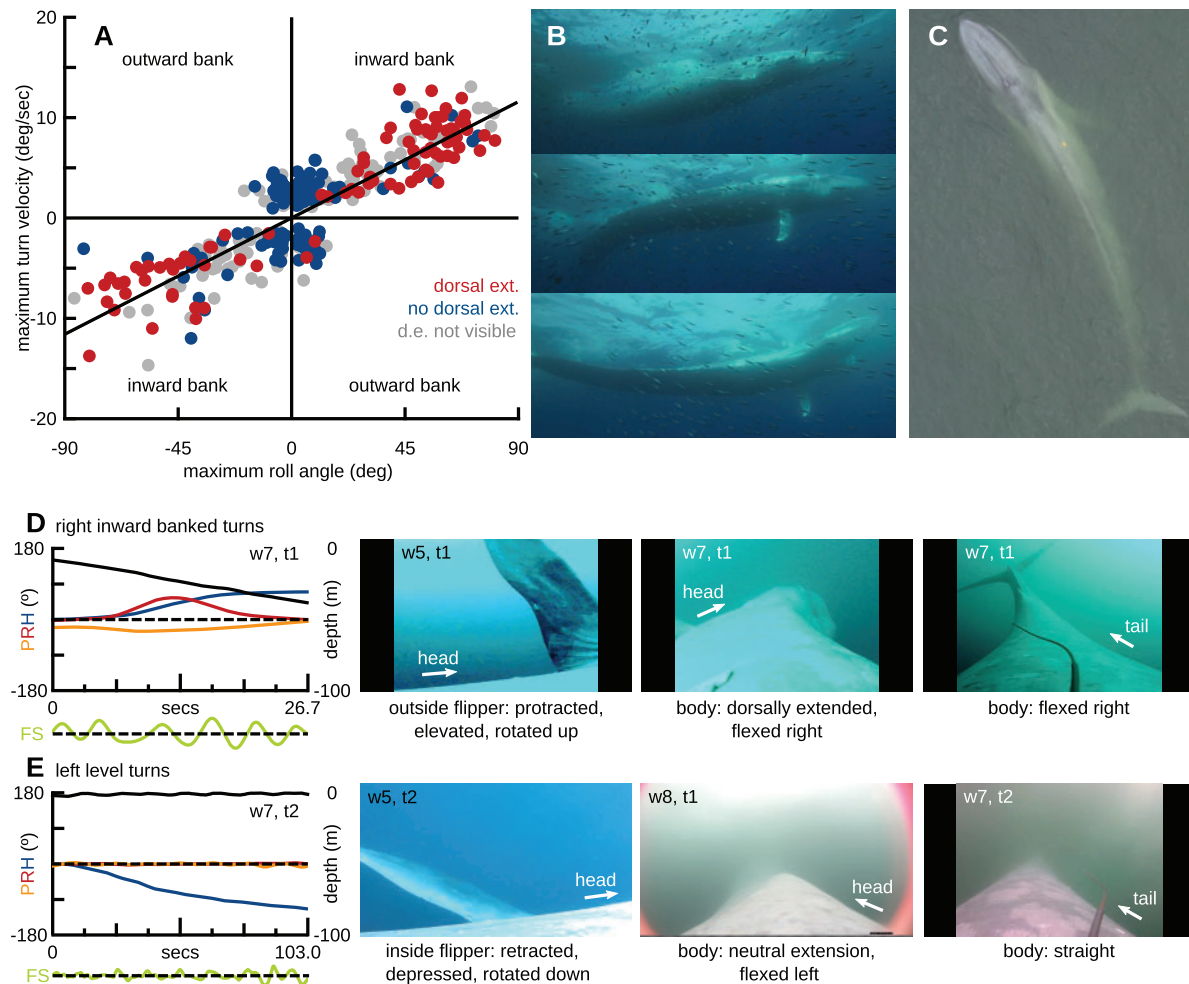 A
B
C
20
10
0
-10
-20
maximum turn velocity (deg/sec)
outward bank
inward bank
dorsal ext.
no dorsal ext.
d.e. not visible
inward bank
outward bank
-90
-45
0
45
90
maximum roll angle (deg)
D right inward banked turns
180
w7, t1
0
PRH (º)
depth (m)
-180
-100
0
secs
26.7
FS
w5, t1
head
outside flipper: protracted,
elevated, rotated up
w7, t1
head
body: dorsally extended,
flexed right
w7, t1
tail
body: flexed right
E left level turns
180
w7, t2
0
PRH (º)
depth (m)
-180
-100
0
secs
103.0
FS
w5, t2
head
inside flipper: retracted,
depressed, rotated down
w8, t1
head
body: neutral extension,
flexed left
w7, t2
tail
body: straight